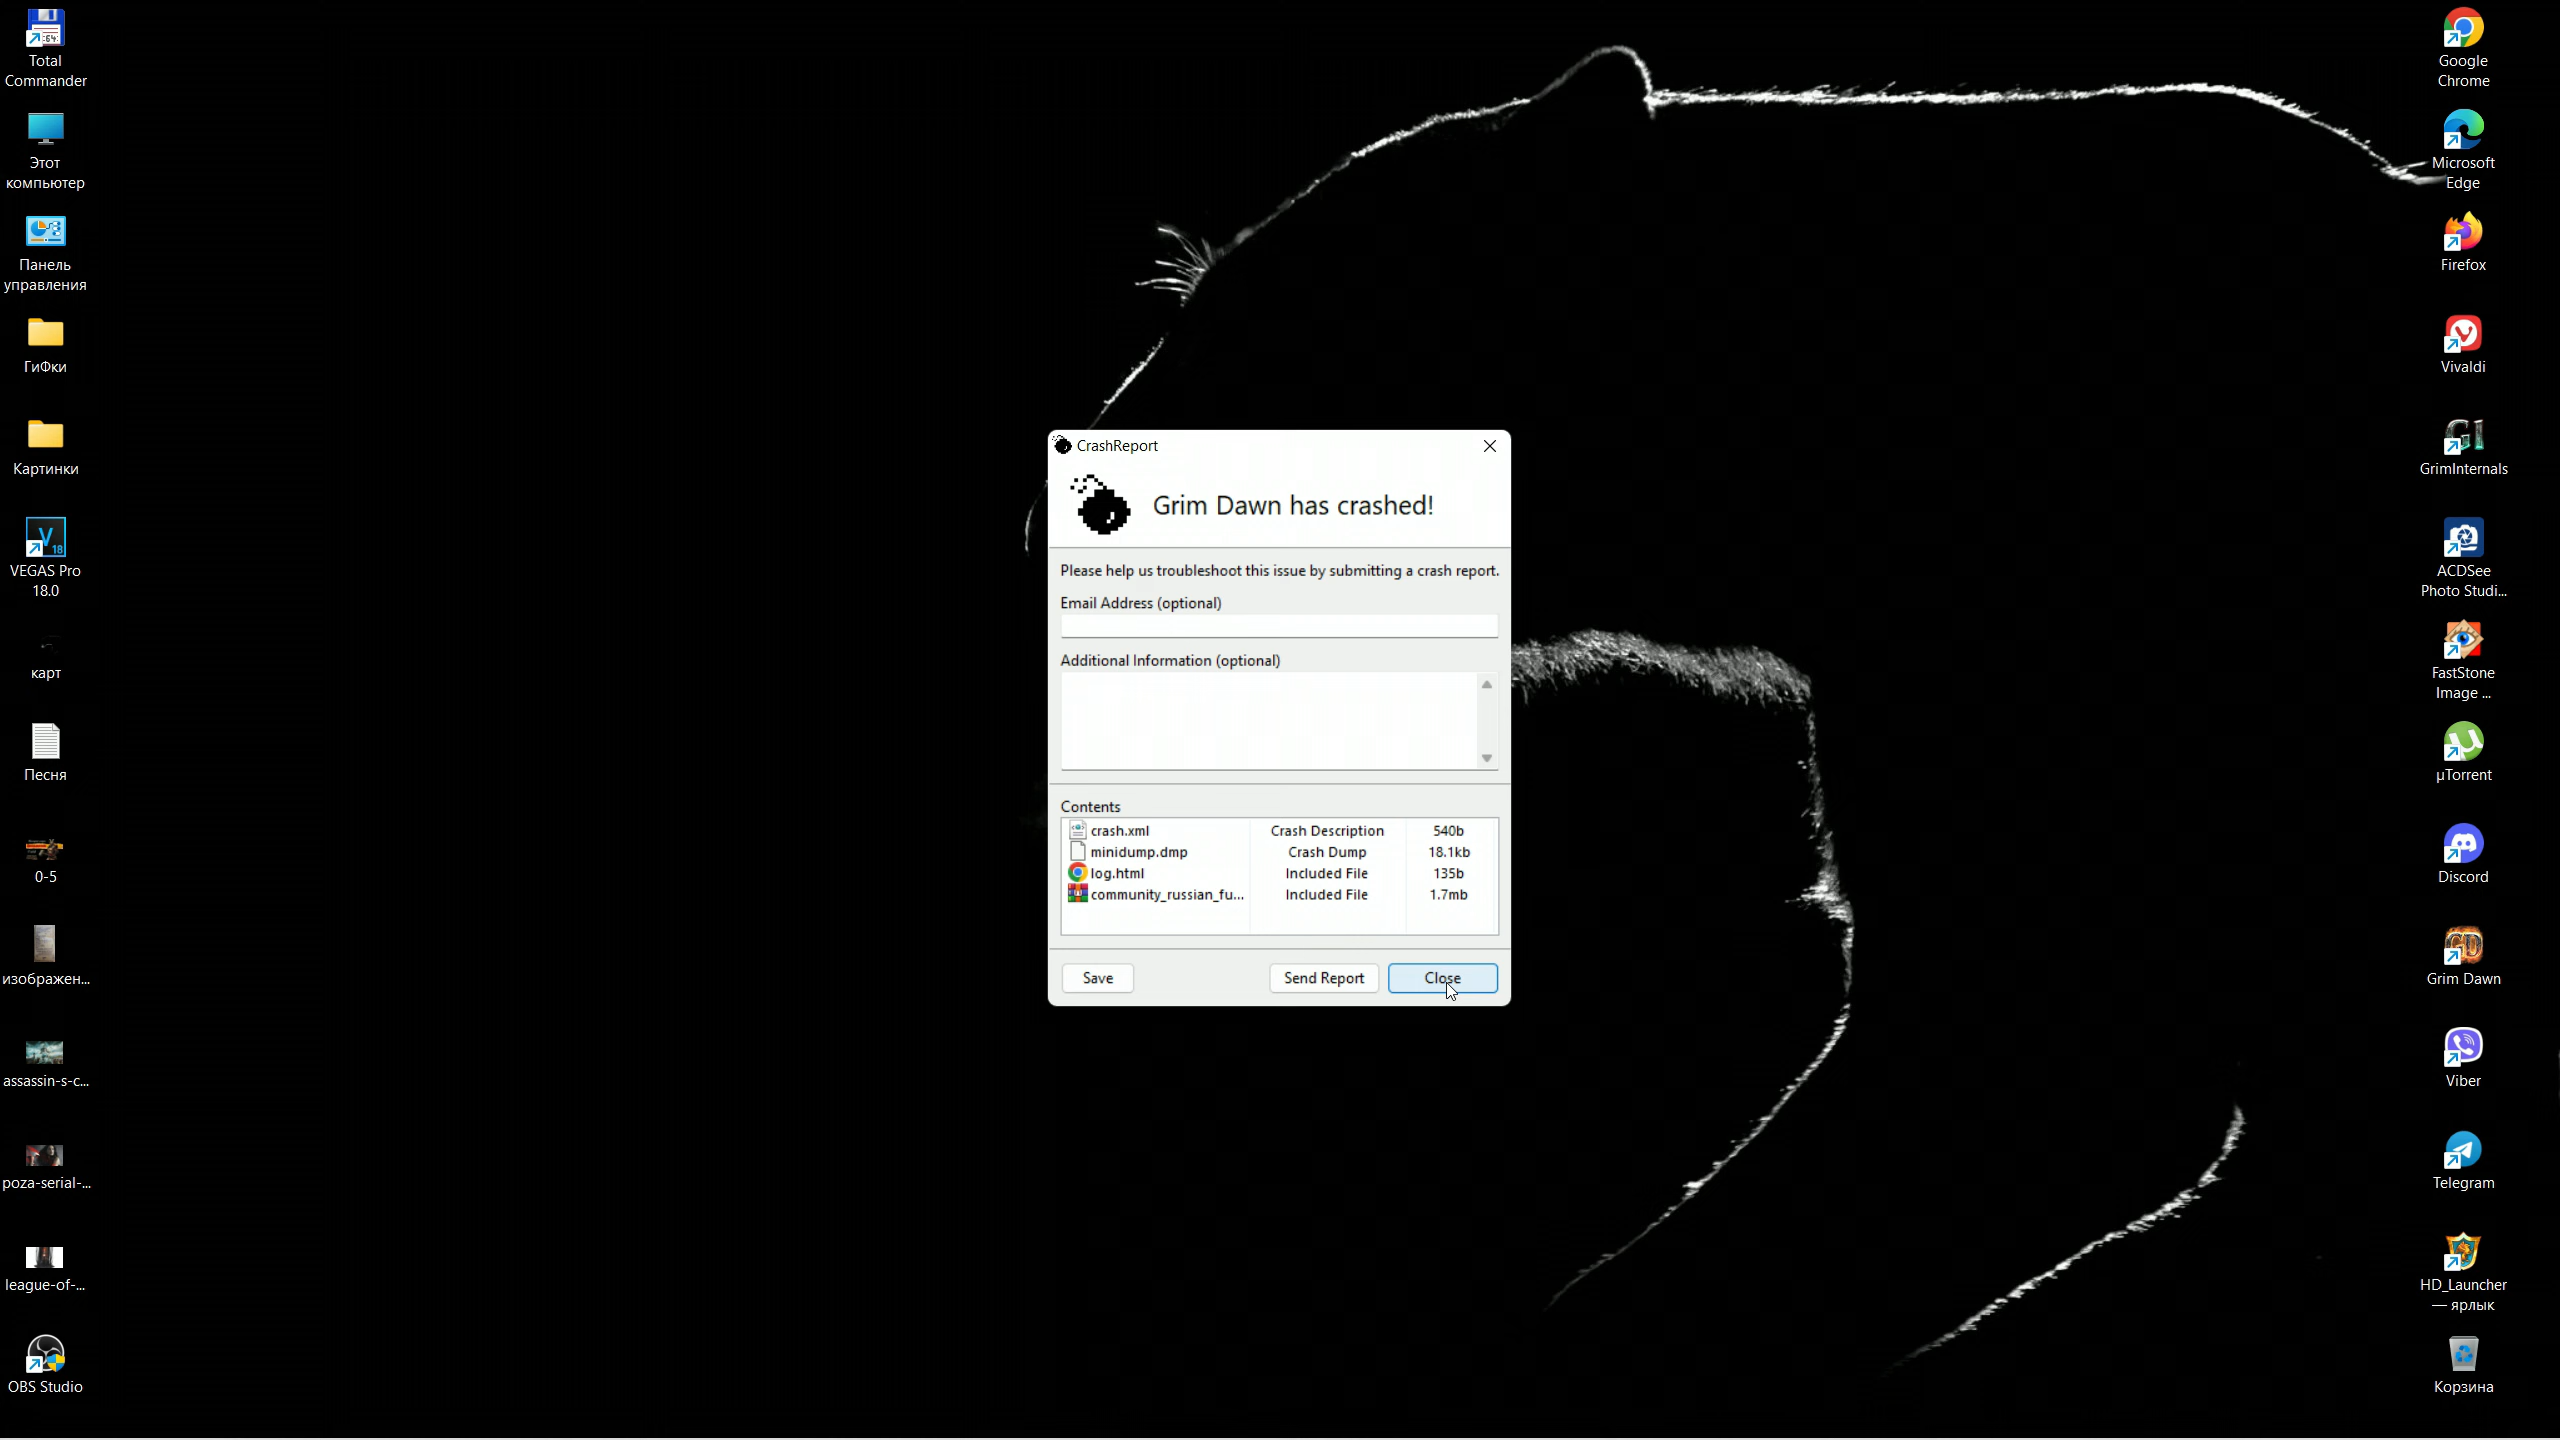 Total
Commander
Этот
компьютер
Панель
управления
ГиФки
Картинки
VEGAS Pro
18.0
карт
Песня
0-5
изображен...
assassin-s-c...
poza-serial-...
league-of-...
OBS Studio
CrashReport
Grim Dawn has crashed!
Please help us troubleshoot this issue by submitting a crash report.
Email Address (optional)
Additional Information (optional)
Contents
crash.xml Crash Description 540b
minidump.dmp Crash Dump 18.1kb
log.html Included File 135b
community_russian_fu... Included File 1.7mb
Save Send Report Close
Google
Chrome
Microsoft
Edge
Firefox
Vivaldi
GrimInternals
ACDSee
Photo Studi...
FastStone
Image ...
µTorrent
Discord
Grim Dawn
Viber
Telegram
HD_Launcher
— ярлык
Корзина